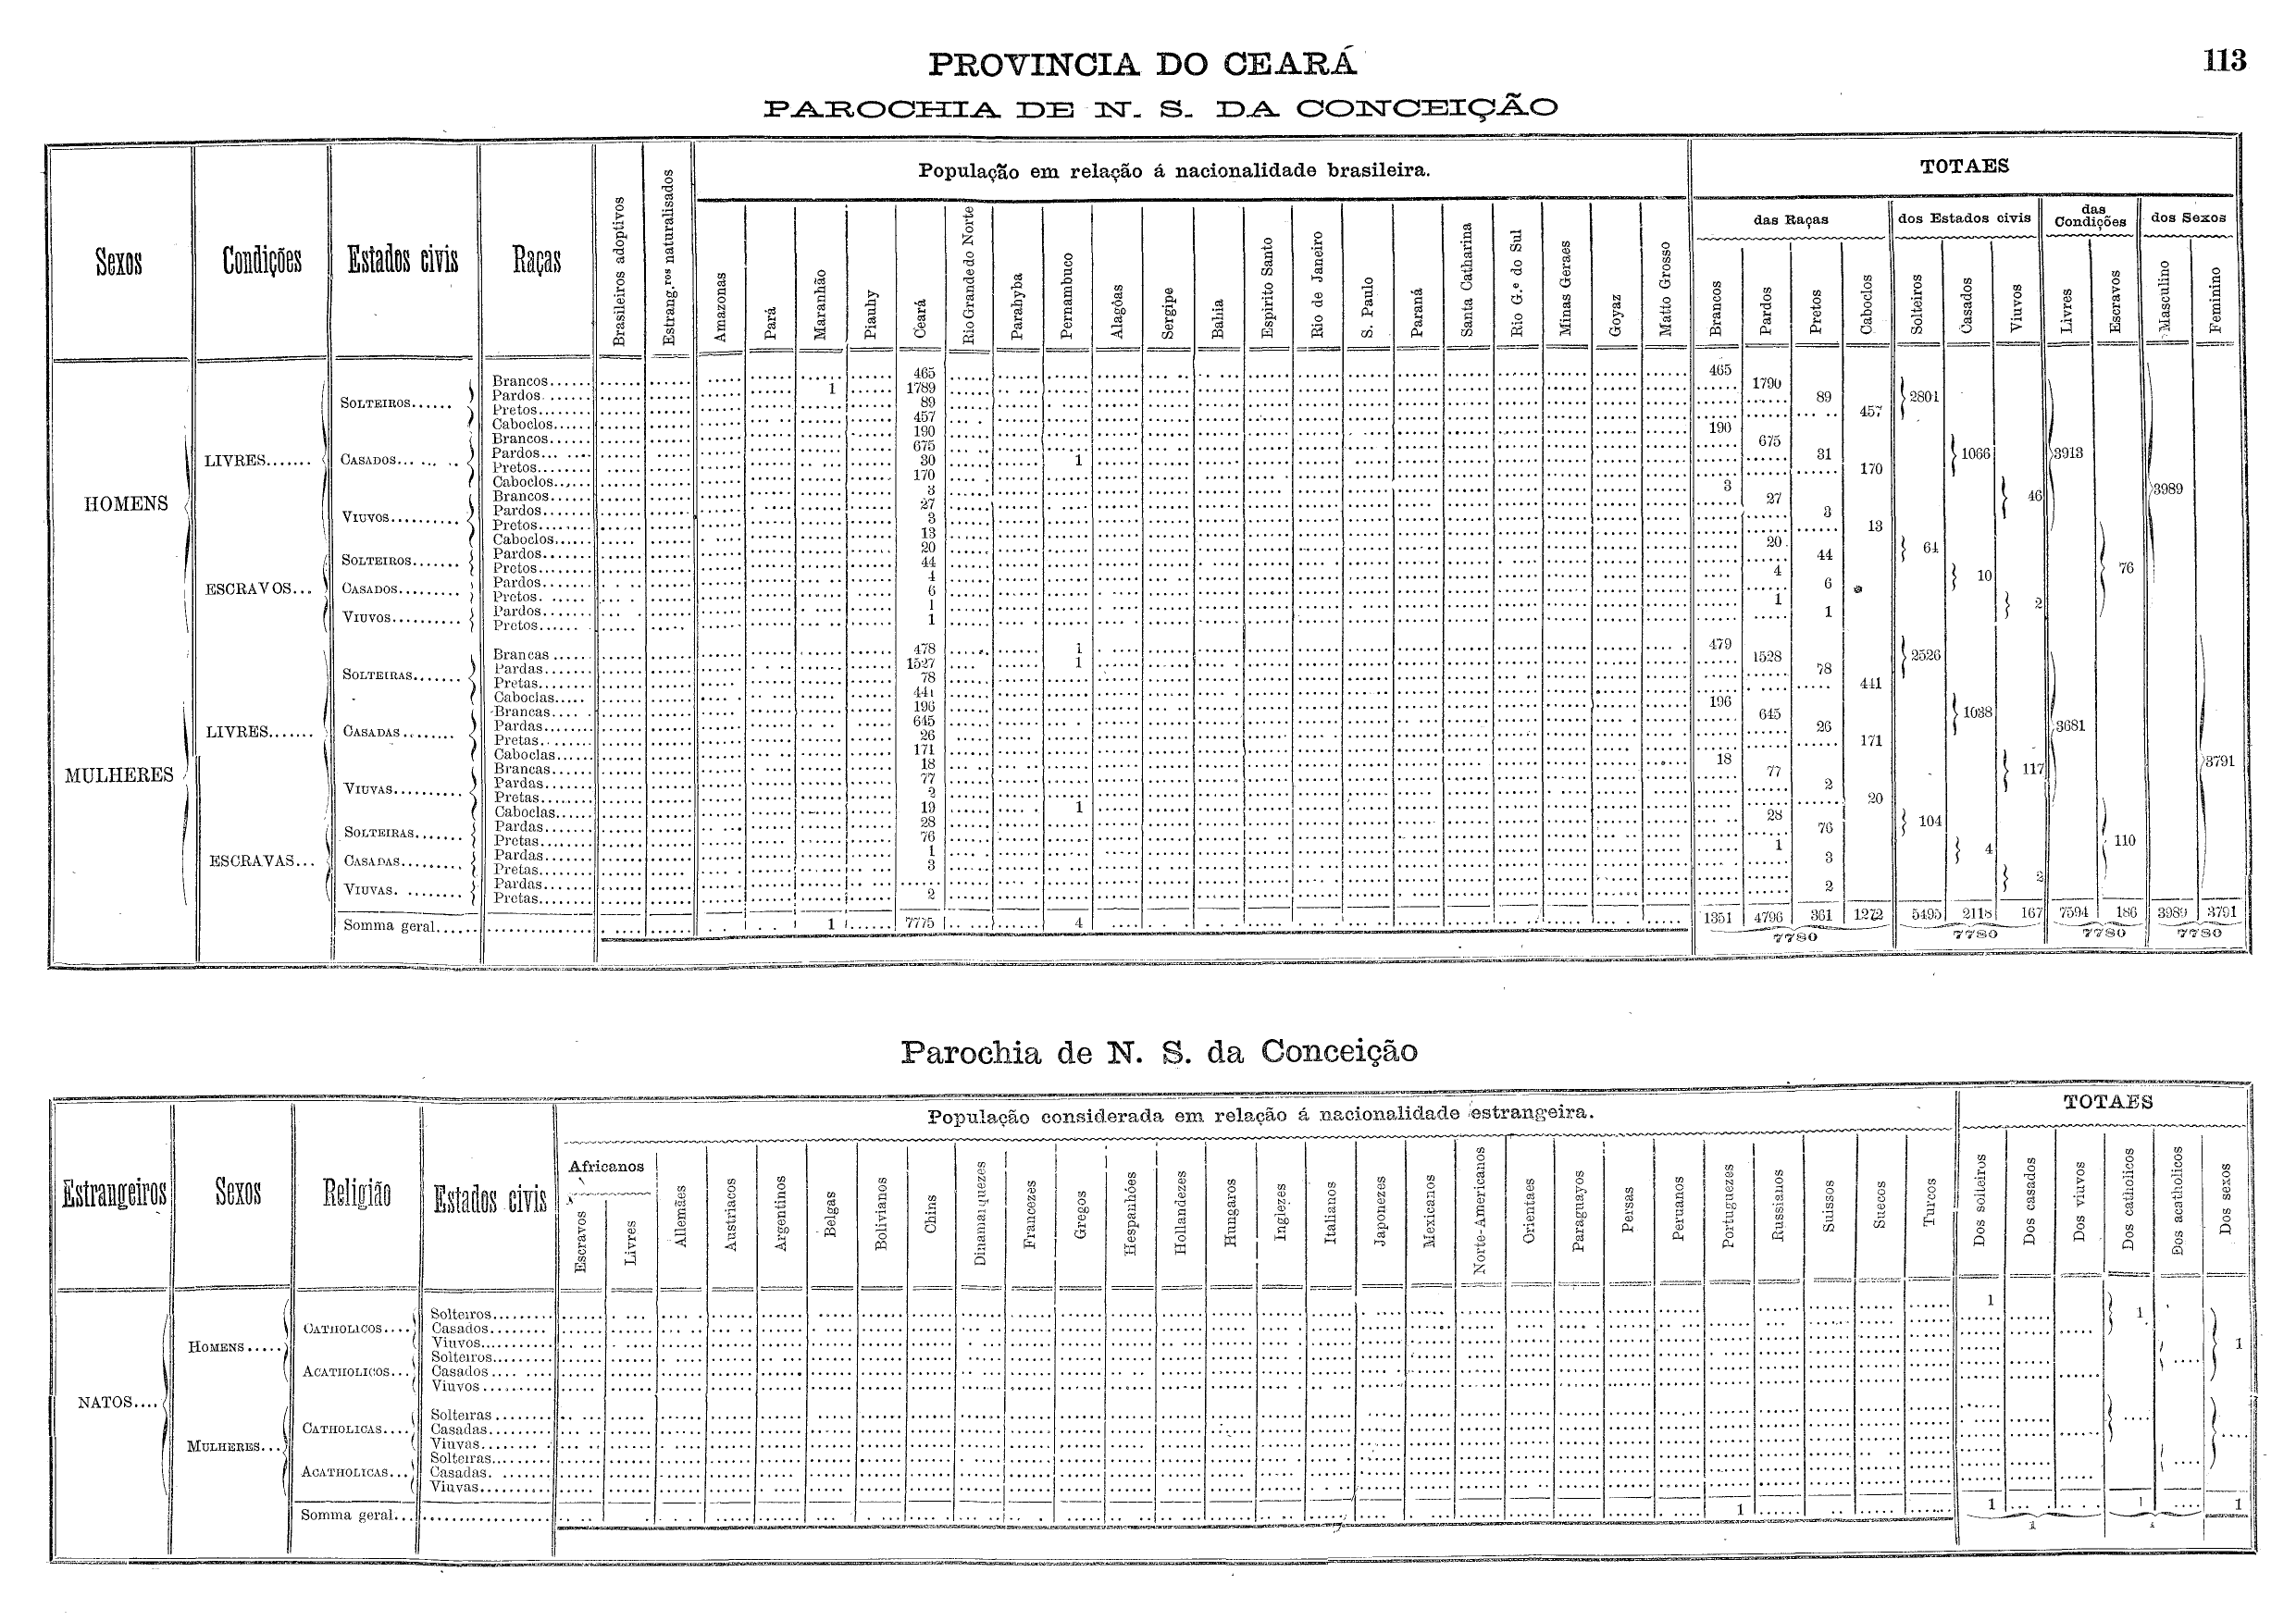 PROVINCIA DO CEARÁ
113
PAROCHIA DE N. S. DA CONCEIÇÃO
Sexos Condições Estados civis Raças Brasileiros adoptivos Estrang.ros naturalisados
População em relação á nacionalidade brasileira.
Amazonas Pará Maranhão Piauhy Ceará Rio Grande do Norte Parahyba Pernambuco Alagôas Sergipe Bahia Espirito Santo Rio de Janeiro S. Paulo Paraná Santa Catharina Rio G.e do Sul Minas Geraes Goyaz Matto Grosso
TOTAES
das Raças dos Estados civis das Condições dos Sexos
Brancos Pardos Pretos Caboclos Solteiros Casados Viuvos Livres Escravos Masculino Feminino
HOMENS
LIVRES....... SOLTEIROS...... Brancos...... 465 465
Pardos....... 1 1789 1790
Pretos....... 89 89 2801
Caboclos...... 457 457
CASADOS........ Brancos...... 190 190
Pardos....... 675 675
Pretos....... 30 1 31 1066 3913
Caboclos...... 170 170
VIUVOS.......... Brancos...... 3 3
Pardos....... 27 27 46 3989
Pretos....... 3 3
Caboclos...... 13 13
ESCRAVOS... SOLTEIROS....... Pardos....... 20 20
Pretos....... 44 44 64
CASADOS......... Pardos....... 4 4 76
Pretos....... 6 6 10
VIUVOS.......... Pardos....... 1 1
Pretos....... 1 1 2
MULHERES
LIVRES....... SOLTEIRAS....... Brancas...... 478 1 479
Pardas....... 1527 1 1528 2526
Pretas....... 78 78
Caboclas..... 441 441
CASADAS........ Brancas...... 196 196
Pardas....... 645 645 1038
Pretas....... 26 26 3681
Caboclas...... 171 171
VIUVAS.......... Brancas...... 18 18 3791
Pardas....... 77 77 117
Pretas....... 2 2
Caboclas...... 19 1 20
ESCRAVAS... SOLTEIRAS....... Pardas....... 28 28
Pretas....... 76 76 104
CASADAS......... Pardas....... 1 1 110
Pretas....... 3 3 4
VIUVAS. ........ Pardas.......
Pretas....... 2 2 2
Somma geral...... 1 7775 4 1351 4796 361 1272 5495 2118 167 7594 186 3989 3791
7780 7780 7780 7780
Parochia de N. S. da Conceição
Estrangeiros Sexos Religião Estados civis
População considerada em relação á nacionalidade estrangeira.
Africanos
Escravos Livres Allemães Austriacos Argentinos Belgas Bolivianos Chins Dinamarquezes Francezes Gregos Hespanhóes Hollandezes Hungaros Inglezes Italianos Japonezes Mexicanos Norte-Americanos Orientaes Paraguayos Persas Peruanos Portuguezes Russianos Suissos Suecos Turcos
TOTAES
Dos solteiros Dos casados Dos viuvos Dos catholicos Dos acatholicos Dos sexos
NATOS....
HOMENS..... CATHOLICOS.... Solteiros......... 1
Casados........ 1
Viuvos.......... 1
ACATHOLICOS... Solteiros.........
Casados.........
Viuvos..........
MULHERES... CATHOLICAS.... Solteiras ........
Casadas.........
Viuvas.........
ACATHOLICAS... Solteiras.........
Casadas. .......
Viuvas..........
Somma geral... 1 1 1 1
1 1